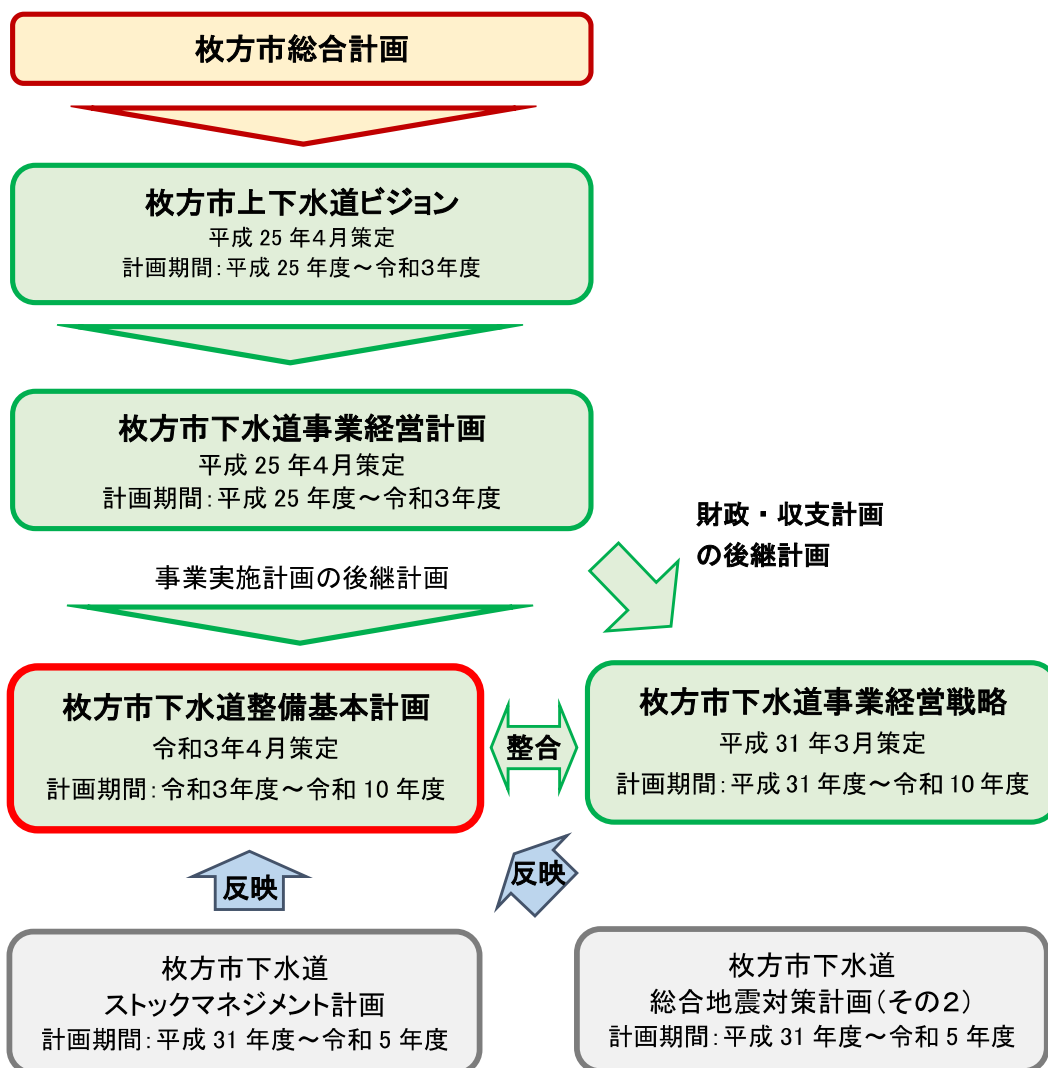 枚方市総合計画
枚方市上下水道ビジョン
平成 25 年4月策定
計画期間:平成 25 年度～令和3年度
枚方市下水道事業経営計画
平成 25 年4月策定
計画期間:平成 25 年度～令和3年度
財政・収支計画
の後継計画
事業実施計画の後継計画
枚方市下水道整備基本計画
令和3年4月策定
計画期間:令和3年度～令和 10 年度
整合
枚方市下水道事業経営戦略
平成 31 年3月策定
計画期間:平成 31 年度～令和 10 年度
反映
反映
枚方市下水道
ストックマネジメント計画
計画期間:平成 31 年度～令和 5 年度
枚方市下水道
総合地震対策計画(その2)
計画期間:平成 31 年度～令和 5 年度